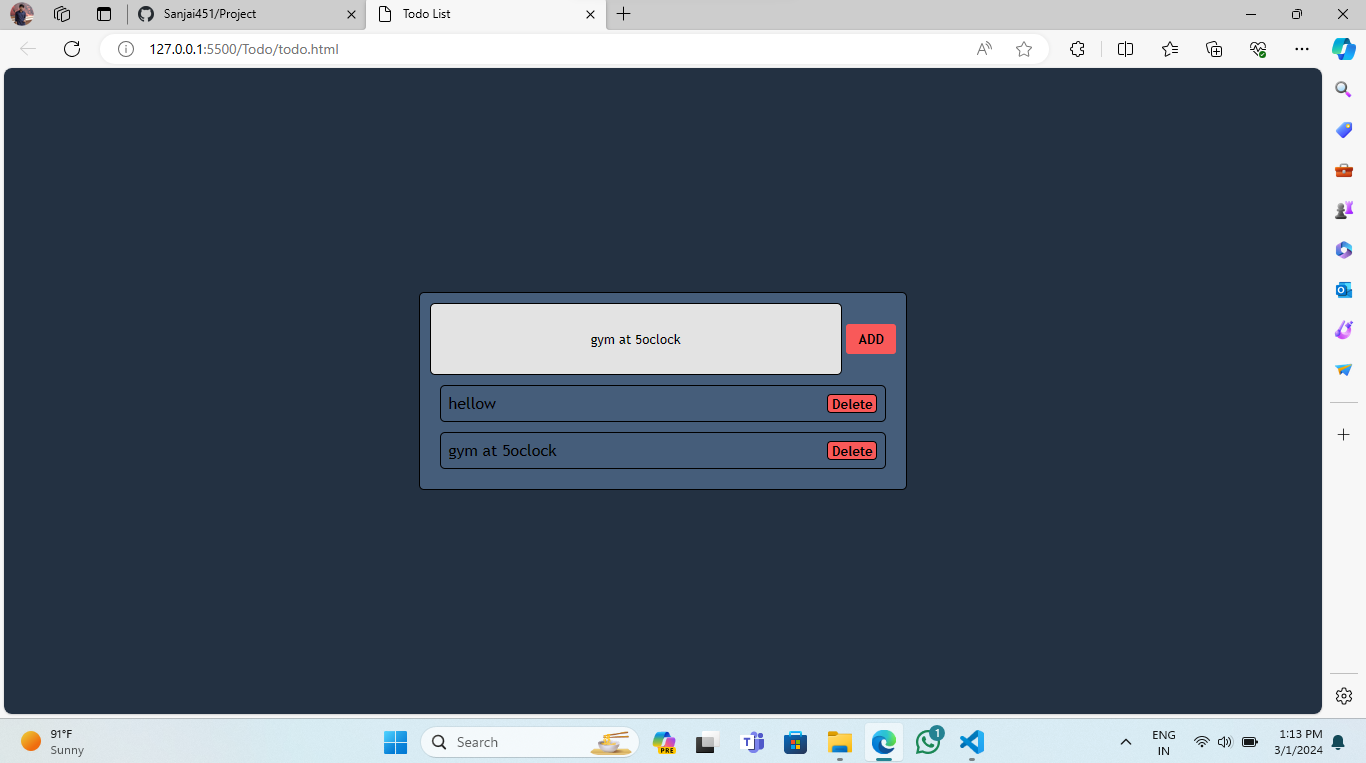 Sanjai451/Project
Todo List
127.0.0.1:5500/Todo/todo.html
gym at 5oclock
ADD
hellow
Delete
gym at 5oclock
Delete
91°F
Sunny
Search
PRE
1
ENG
IN
1:13 PM
3/1/2024